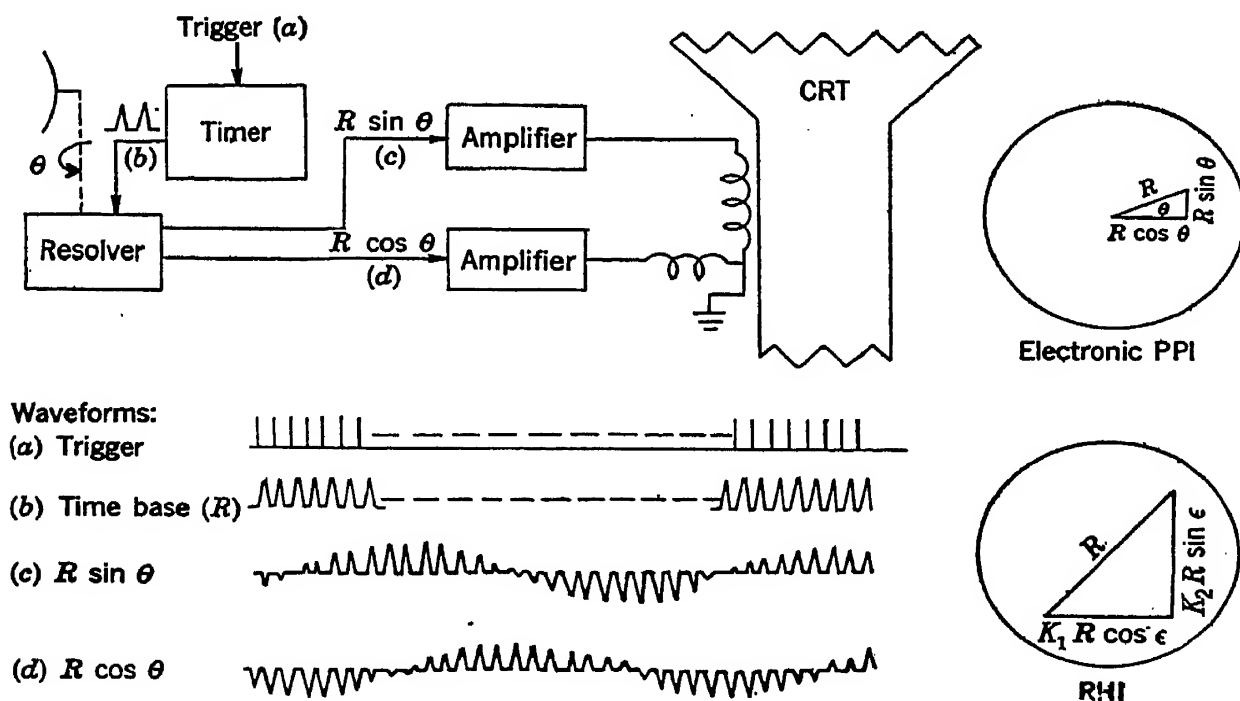 Trigger (a)
Timer
(b)
θ
Resolver
R sin θ
(c)
Amplifier
R cos θ
(d)
Amplifier
CRT
R
θ
R sin θ
R cos θ
Electronic PPI
Waveforms:
(a) Trigger
(b) Time base (R)
(c) R sin θ
(d) R cos θ
R
K₂ R sin ϵ
K₁ R cos ϵ
RHI